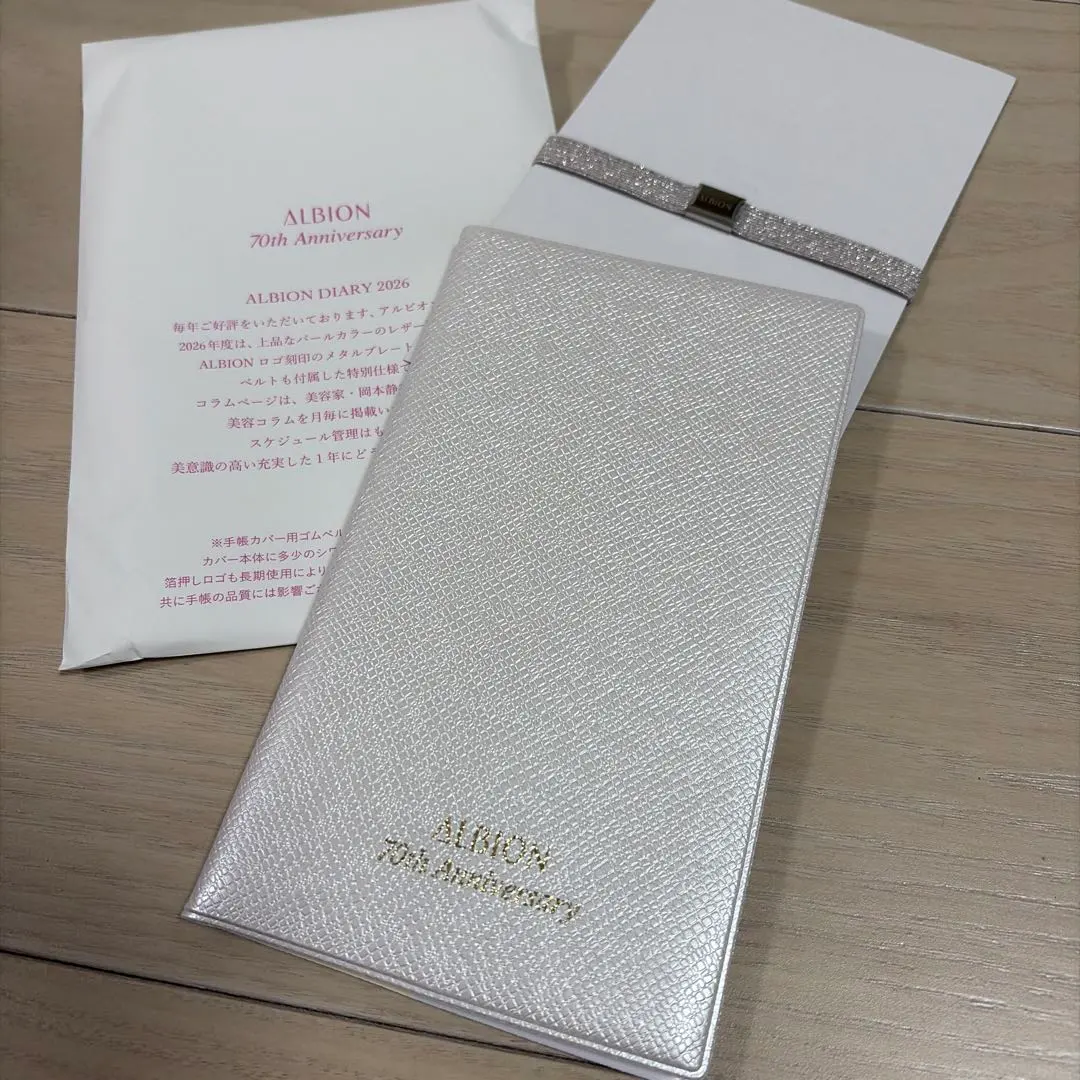 ALBION
70th Anniversary
ALBION DIARY 2026
毎年ご好評をいただいております、アルビオン
2026年度は、上品なパールカラーのレザー
ALBION ロゴ刻印のメタルプレート
ベルトも付属した特別仕様で
コラムページは、美容家・岡本静
美容コラムを月毎に掲載い
スケジュール管理はも
美意識の高い充実した1年にど
※手帳カバー用ゴムベル
カバー本体に多少のシワ
箔押しロゴも長期使用により
共に手帳の品質には影響ご
ALBION
ALBION
70th Anniversary